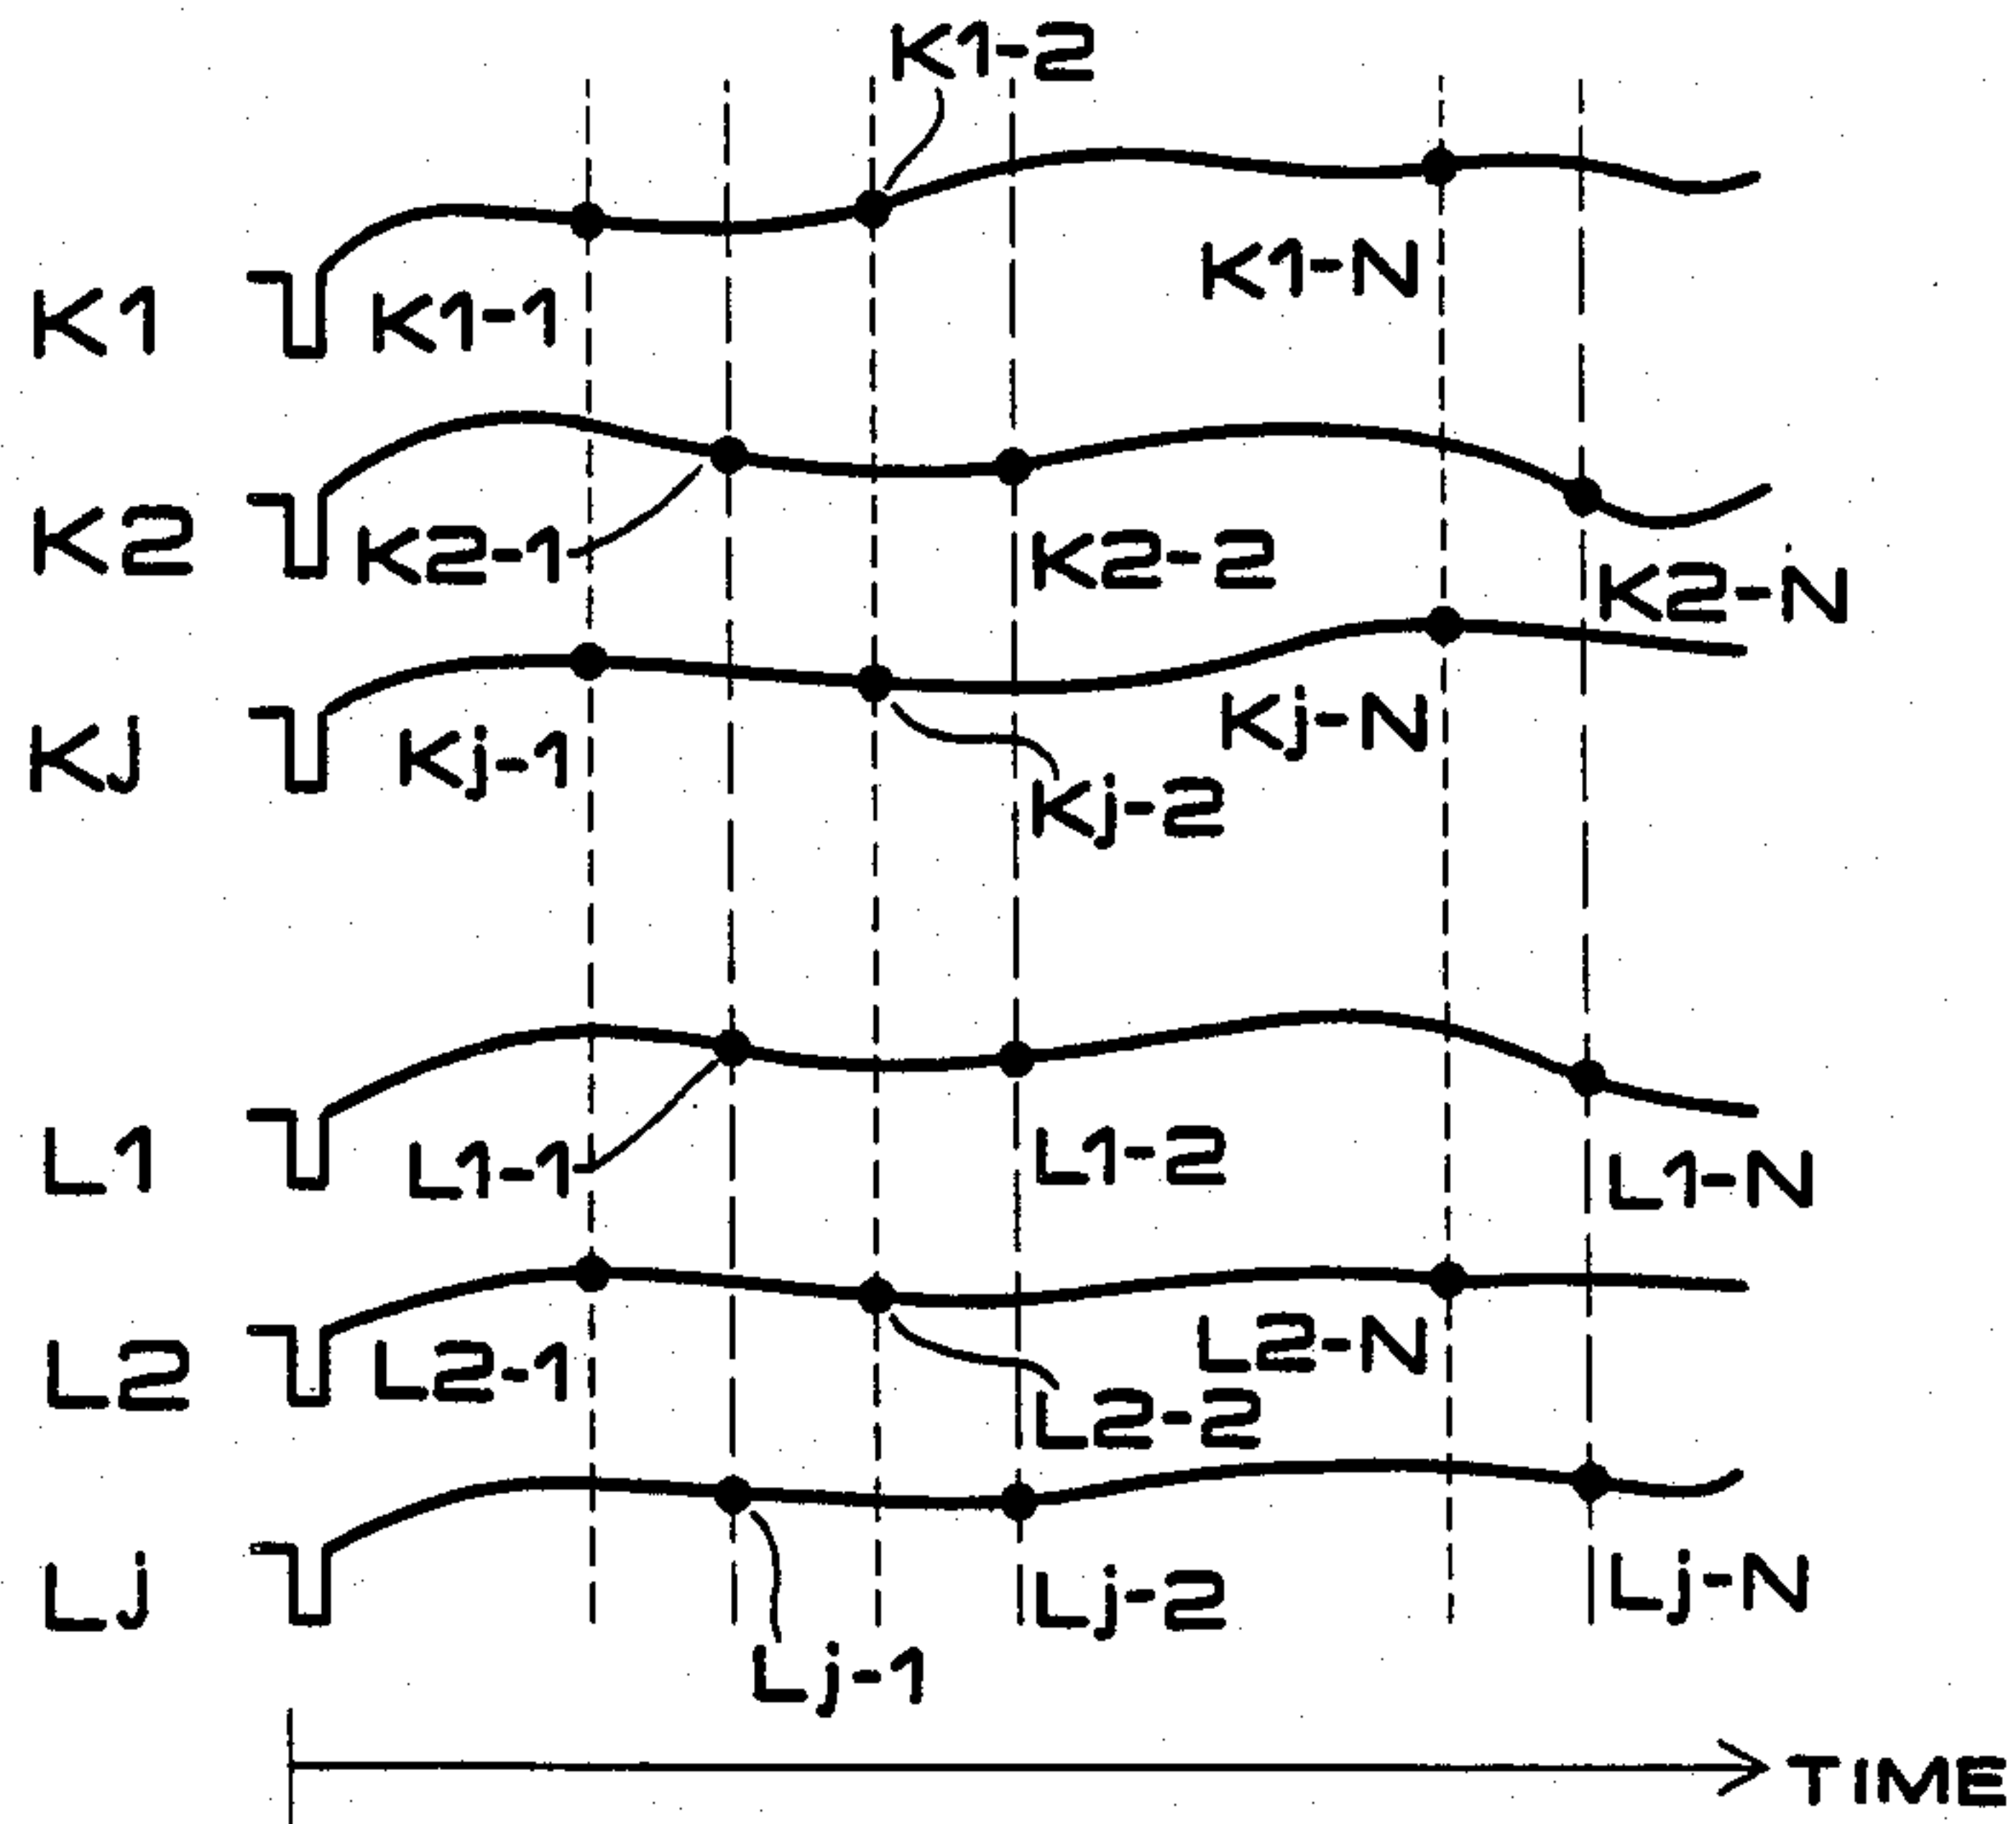 K1-2
K1
K1-1
K1-N
K2
K2-1
K2-2
K2-N
Kj
Kj-1
Kj-2
Kj-N
L1
L1-1
L1-2
L1-N
L2
L2-1
L2-2
L2-N
Lj
Lj-1
Lj-2
Lj-N
TIME